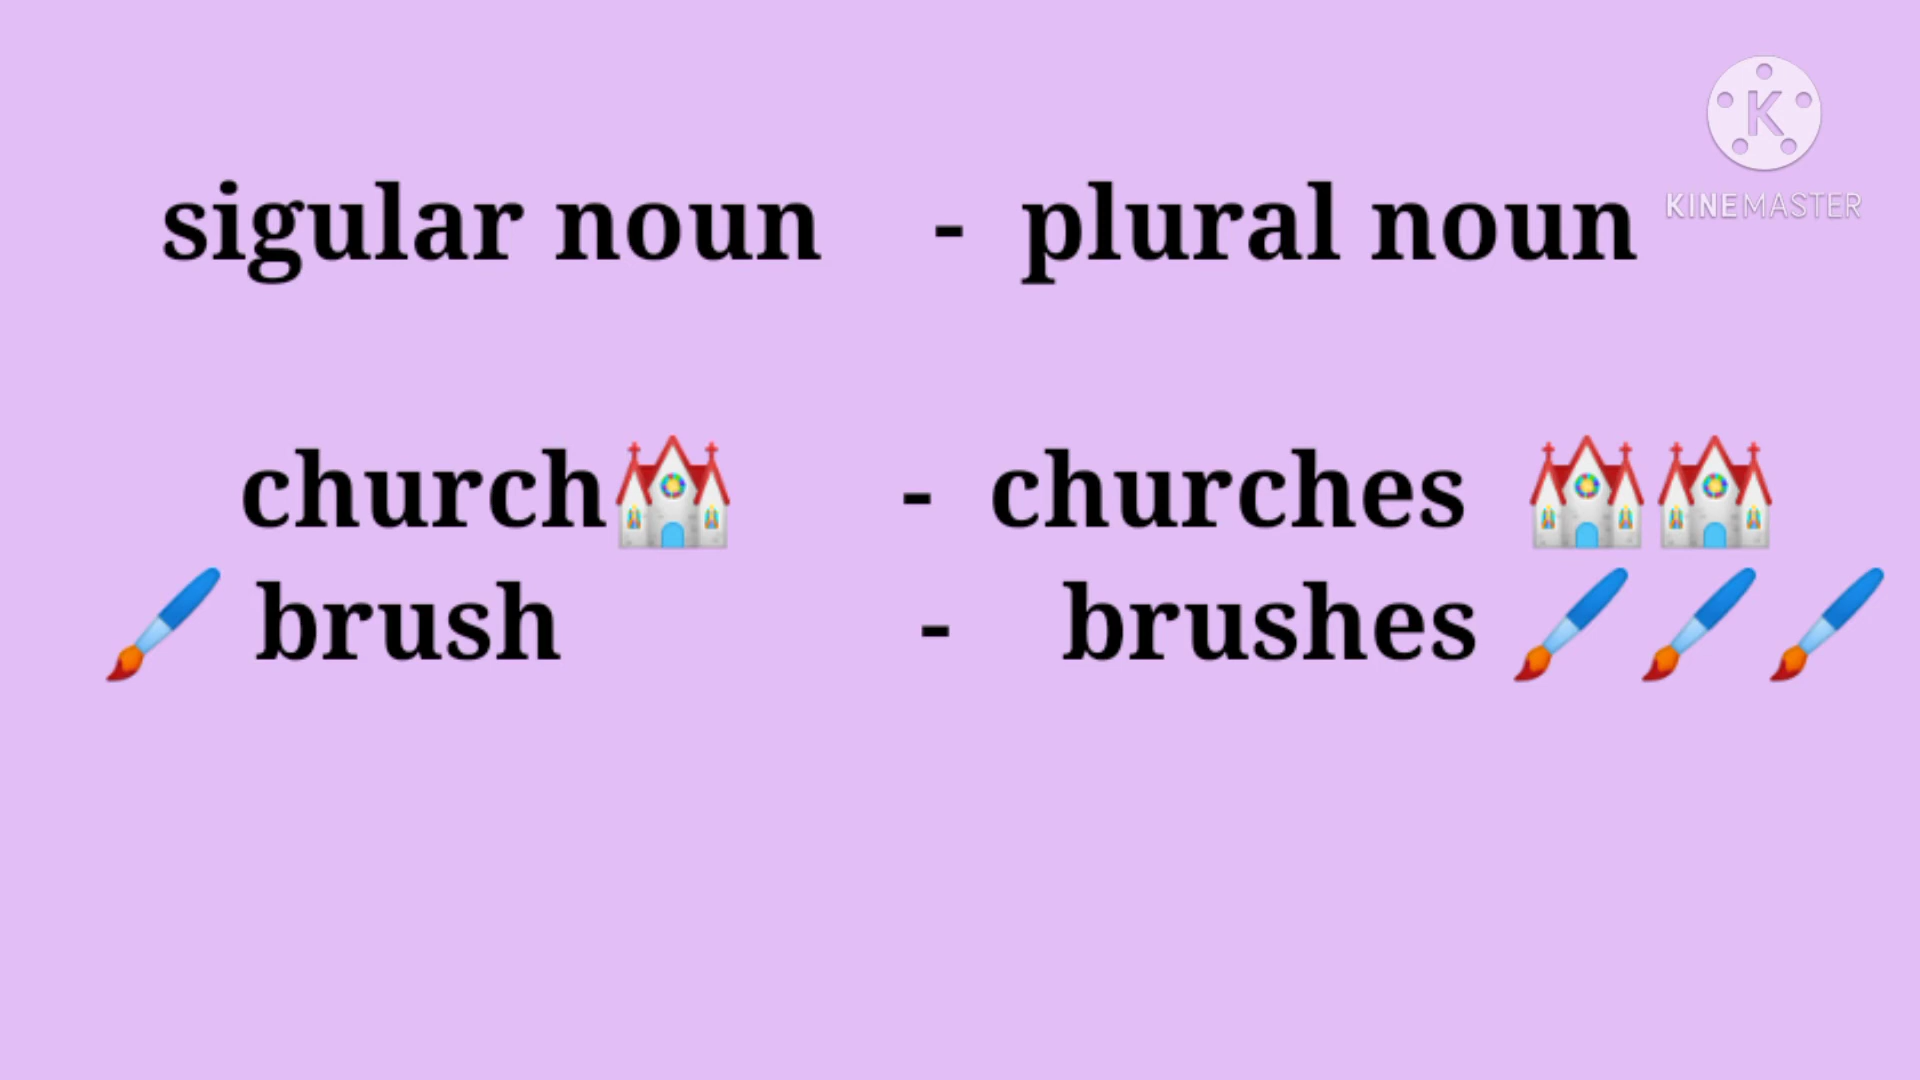 K
KINEMASTER
sigular noun - plural noun
church - churches
brush - brushes